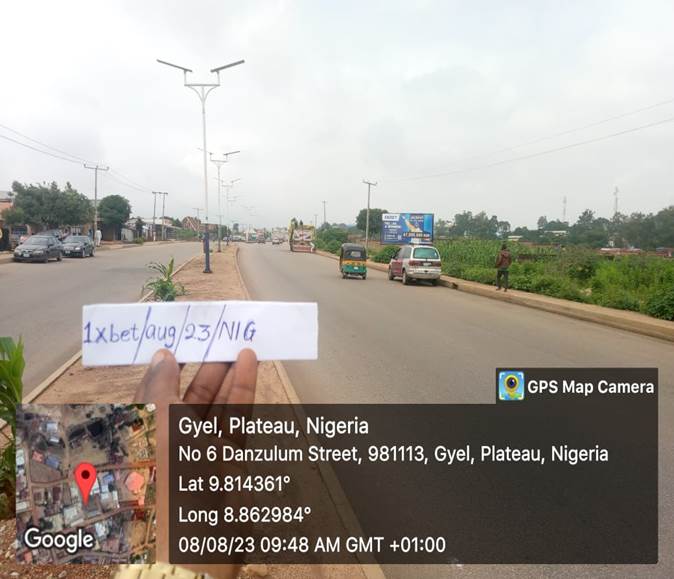 1xbet/aug/23/NIG
GPS Map Camera
Gyel, Plateau, Nigeria
No 6 Danzulum Street, 981113, Gyel, Plateau, Nigeria
Lat 9.814361°
Long 8.862984°
08/08/23 09:48 AM GMT +01:00
Google